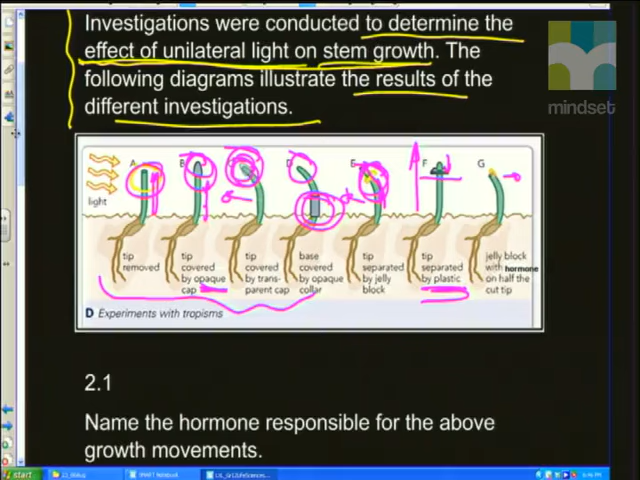 Investigations were conducted to determine the
effect of unilateral light on stem growth. The
following diagrams illustrate the results of the
different investigations.
mindset
A B D E F G
light
tip removed
tip covered by opaque cap
tip covered by trans- parent cap
base covered by opaque collar
tip separated by jelly block
tip separated by plastic
jelly block with hormone on half the cut tip
D Experiments with tropisms
2.1
Name the hormone responsible for the above
growth movements.
start